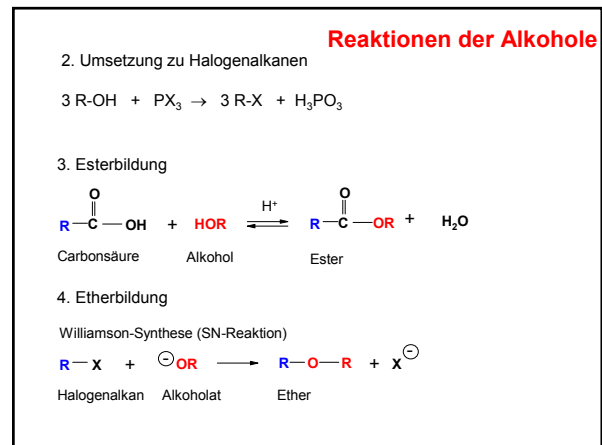 Reaktionen der Alkohole
2. Umsetzung zu Halogenalkanen
3 R-OH + PX₃ → 3 R-X + H₃PO₃
3. Esterbildung
O O
R — C — OH + HOR H⁺ ⇌ R — C — OR + H₂O
Carbonsäure Alkohol Ester
4. Etherbildung
Williamson-Synthese (SN-Reaktion)
R — X + ⊖OR → R — O — R + X⊖
Halogenalkan Alkoholat Ether